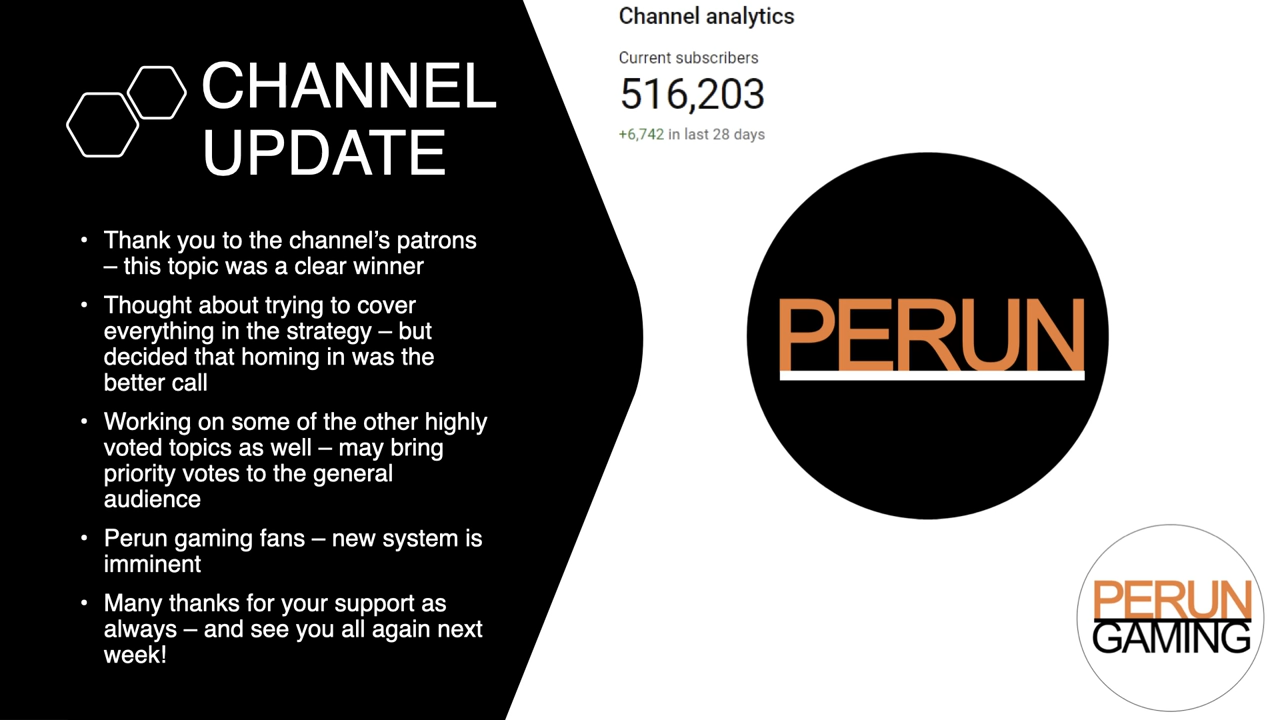 CHANNEL
UPDATE
• Thank you to the channel’s patrons
– this topic was a clear winner
• Thought about trying to cover
everything in the strategy – but
decided that homing in was the
better call
• Working on some of the other highly
voted topics as well – may bring
priority votes to the general
audience
• Perun gaming fans – new system is
imminent
• Many thanks for your support as
always – and see you all again next
week!
Channel analytics
Current subscribers
516,203
+6,742 in last 28 days
PERUN
PERUN
GAMING